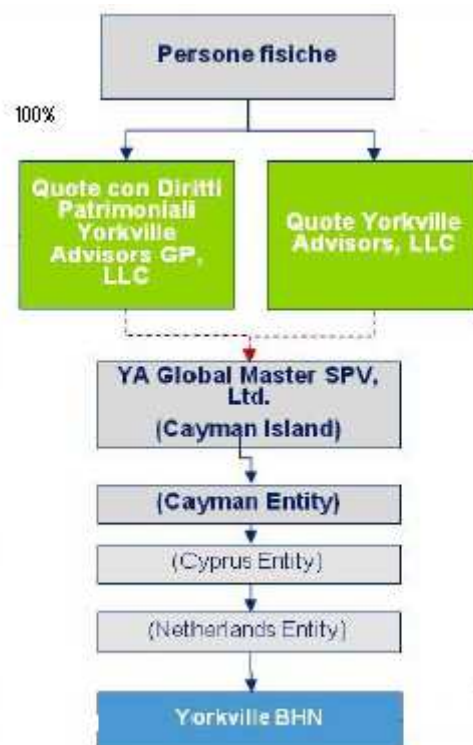 Persone fisiche
100%
Quote con Diritti
Patrimoniali
Yorkville
Advisors GP,
LLC
Quote Yorkville
Advisors, LLC
YA Global Master SPV,
Ltd.
(Cayman Island)
(Cayman Entity)
(Cyprus Entity)
(Netherlands Entity)
Yorkville BHN